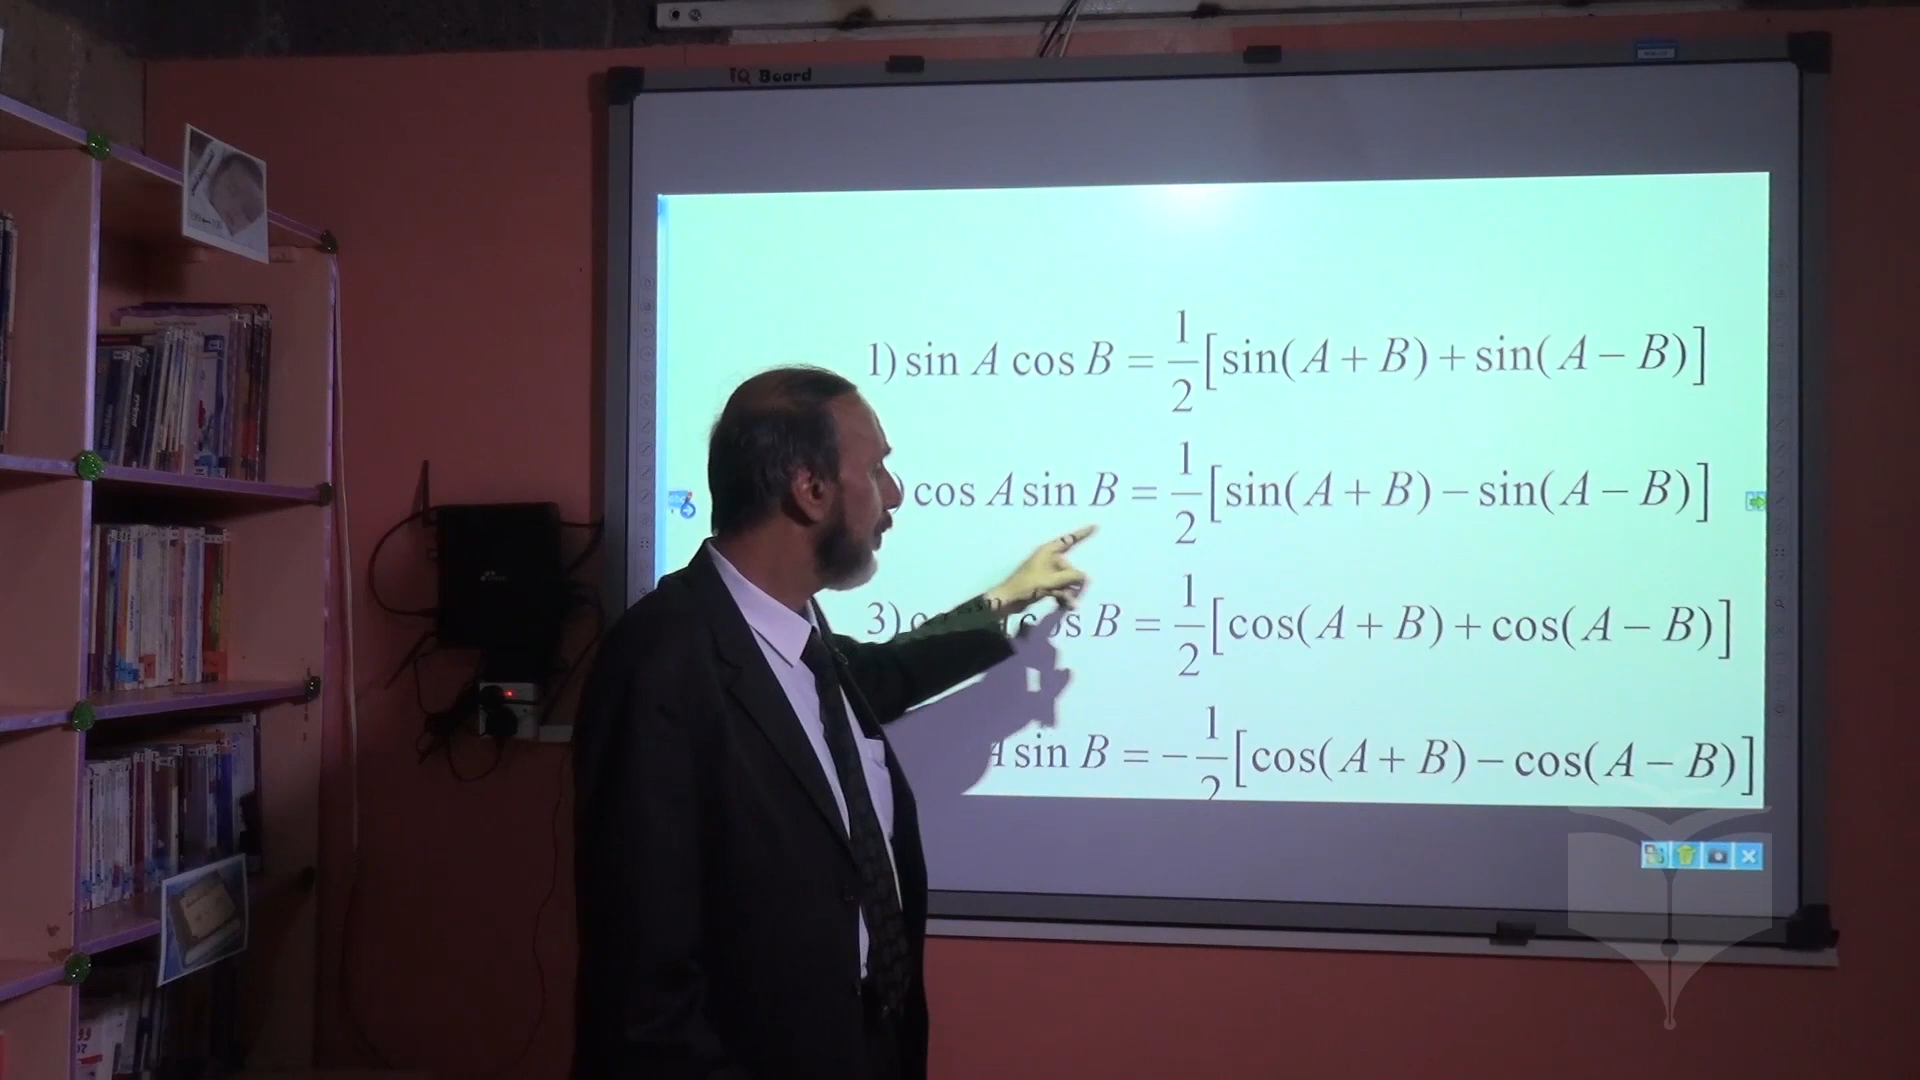 IQ Board
1) sin A cos B = 1/2 [sin(A + B) + sin(A − B)]
) cos A sin B = 1/2 [sin(A + B) − sin(A − B)]
3) cos B = 1/2 [cos(A + B) + cos(A − B)]
A sin B = − 1/2 [cos(A + B) − cos(A − B)]